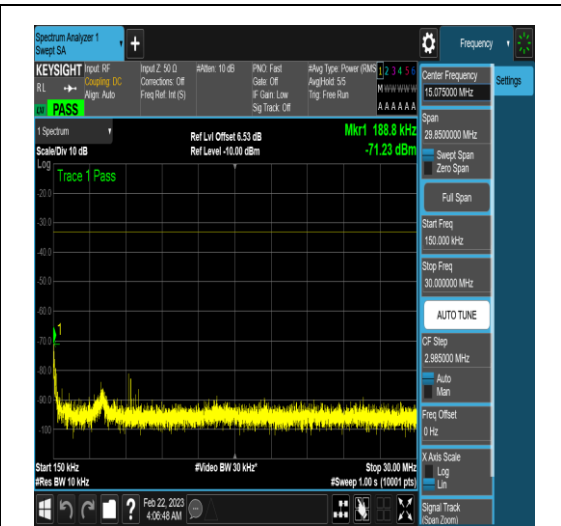 Spectrum Analyzer 1
Swept SA
+
Frequency
KEYSIGHT
Input: RF
Coupling: DC
Align: Auto
RL
PASS
Input Z: 50 Ω
Corrections: Off
Freq Ref: Int (S)
#Atten: 10 dB
PNO: Fast
Gate: Off
IF Gain: Low
Sig Track: Off
#Avg Type: Power (RMS
Avg|Hold: 5/5
Trig: Free Run
1 2 3 4 5 6
M W W W W W
A A A A A A
Center Frequency
15.075000 MHz
Settings
Span
29.8500000 MHz
Swept Span
Zero Span
Full Span
Start Freq
150.000 kHz
Stop Freq
30.000000 MHz
AUTO TUNE
CF Step
2.985000 MHz
Auto
Man
Freq Offset
0 Hz
X Axis Scale
Log
Lin
Signal Track
(Span Zoom)
1 Spectrum
Scale/Div 10 dB
Ref Lvl Offset 6.53 dB
Ref Level -10.00 dBm
Mkr1 188.8 kHz
-71.23 dBm
Log
Trace 1 Pass
-20.0
-30.0
-40.0
-50.0
-60.0
-70.0
-80.0
-90.0
-100
1
Start 150 kHz
#Res BW 10 kHz
#Video BW 30 kHz*
Stop 30.00 MHz
#Sweep 1.00 s (10001 pts)
?
Feb 22, 2023
4:06:48 AM